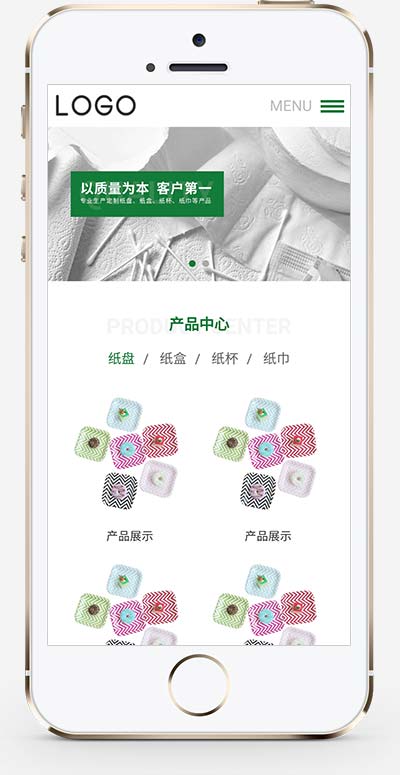 LOGO
MENU
以质量为本 客户第一
专业生产定制纸盘、纸盒、纸杯、纸巾等产品
PRODUCT CENTER
产品中心
纸盘 / 纸盒 / 纸杯 / 纸巾
产品展示 产品展示